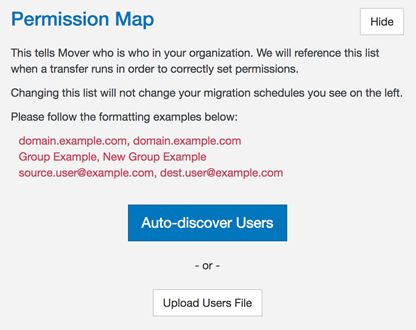 Permission Map
Hide
This tells Mover who is who in your organization. We will reference this list
when a transfer runs in order to correctly set permissions.
Changing this list will not change your migration schedules you see on the left.
Please follow the formatting examples below:
domain.example.com, domain.example.com
Group Example, New Group Example
source.user@example.com, dest.user@example.com
Auto-discover Users
- or -
Upload Users File